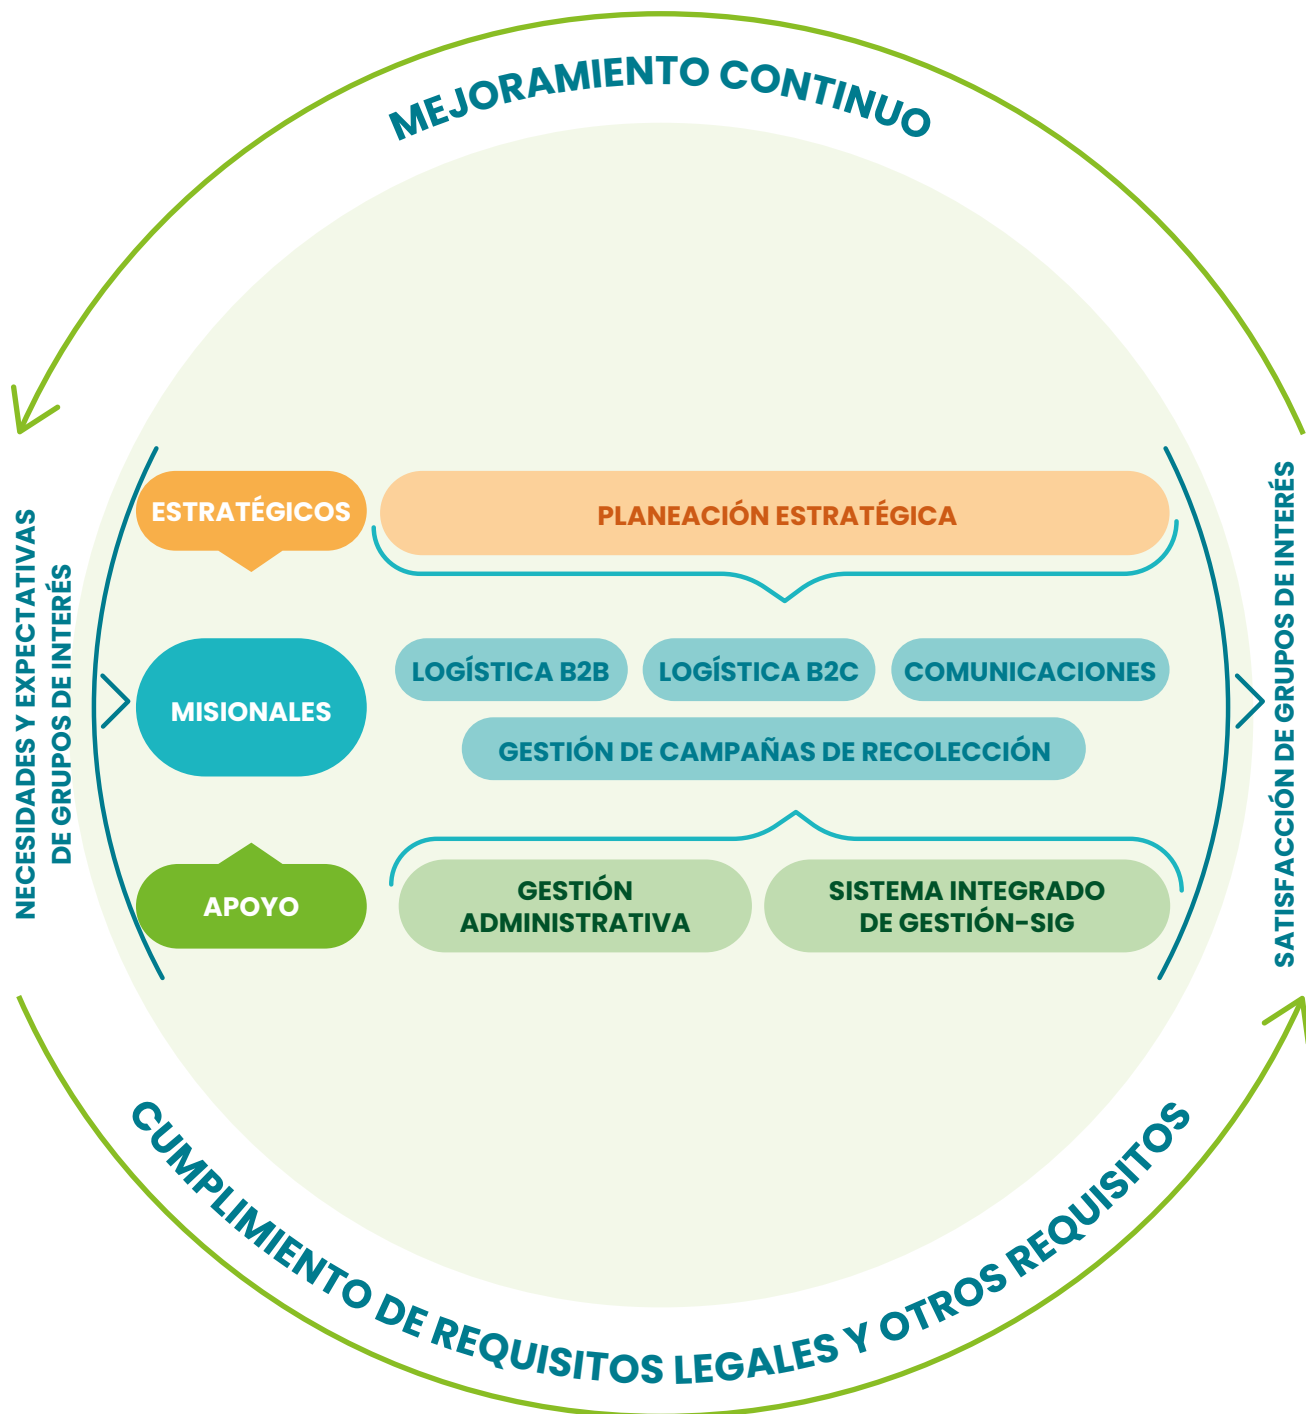 MEJORAMIENTO CONTINUO
NECESIDADES Y EXPECTATIVAS
DE GRUPOS DE INTERÉS
ESTRATÉGICOS
PLANEACIÓN ESTRATÉGICA
MISIONALES
LOGÍSTICA B2B
LOGÍSTICA B2C
COMUNICACIONES
GESTIÓN DE CAMPAÑAS DE RECOLECCIÓN
APOYO
GESTIÓN
ADMINISTRATIVA
SISTEMA INTEGRADO
DE GESTIÓN-SIG
SATISFACCIÓN DE GRUPOS DE INTERÉS
CUMPLIMIENTO DE REQUISITOS LEGALES Y OTROS REQUISITOS